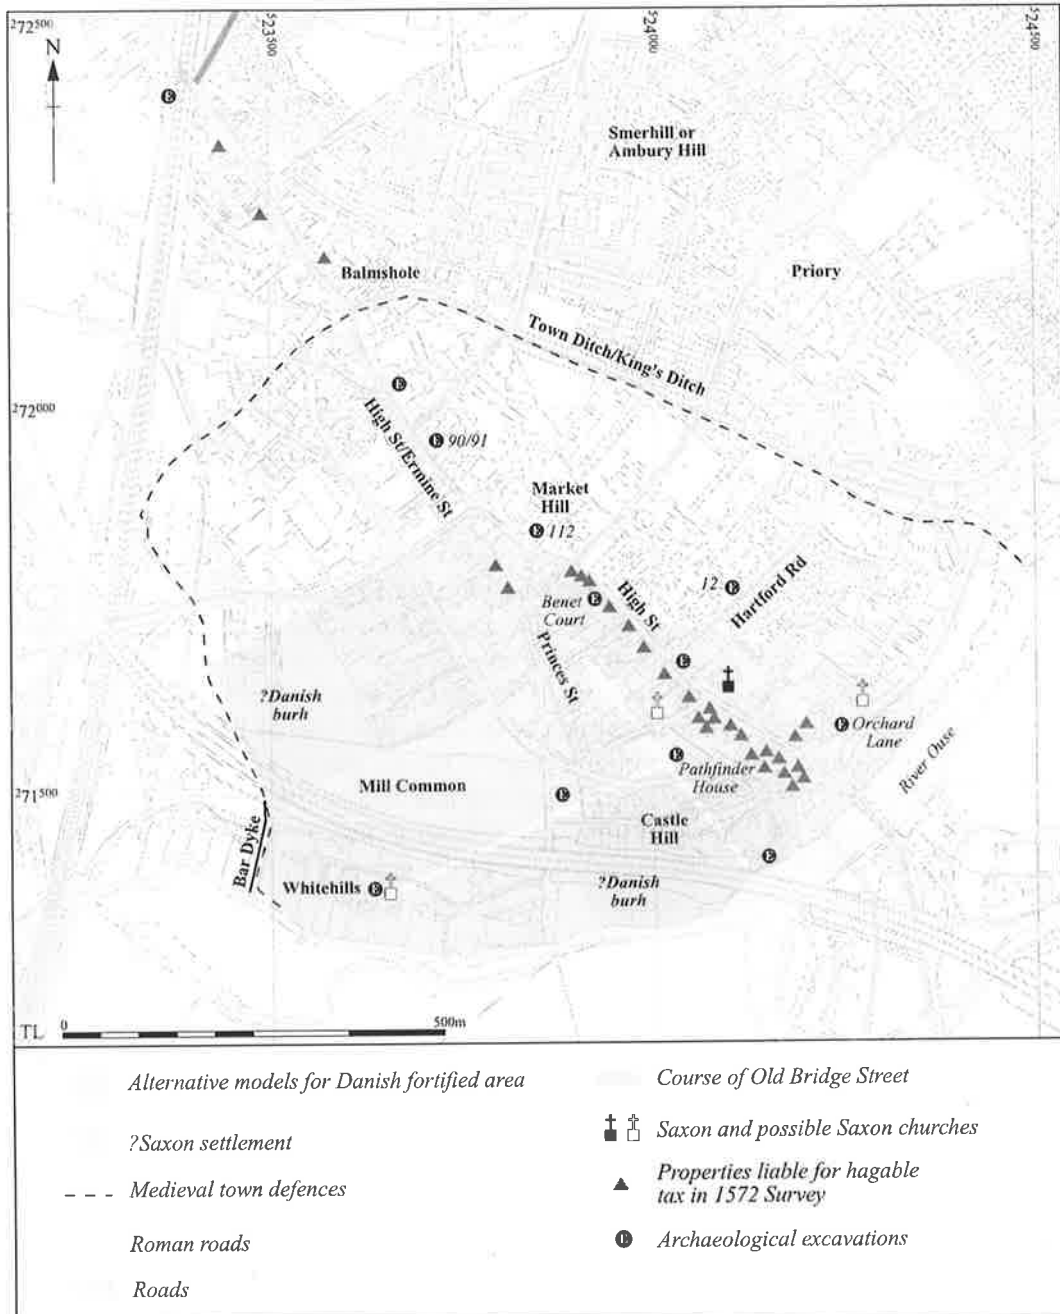 ²72⁵⁰⁰
⁵23⁵⁰⁰
⁵24⁰⁰⁰
⁵24⁵⁰⁰
N
Smerhill or
Ambury Hill
Balmshole
Priory
Town Ditch/King's Ditch
²72⁰⁰⁰
High St/Ermine St
90/91
Market
Hill
112
12
Hartford Rd
Benet
Court
High St
Princes St
?Danish
burh
Orchard
Lane
River Ouse
Pathfinder
House
Mill Common
²71⁵⁰⁰
Castle
Hill
Bar Dyke
Whitehills
?Danish
burh
TL
0
500m
Alternative models for Danish fortified area
?Saxon settlement
Medieval town defences
Roman roads
Roads
Course of Old Bridge Street
Saxon and possible Saxon churches
Properties liable for hagable
tax in 1572 Survey
Archaeological excavations